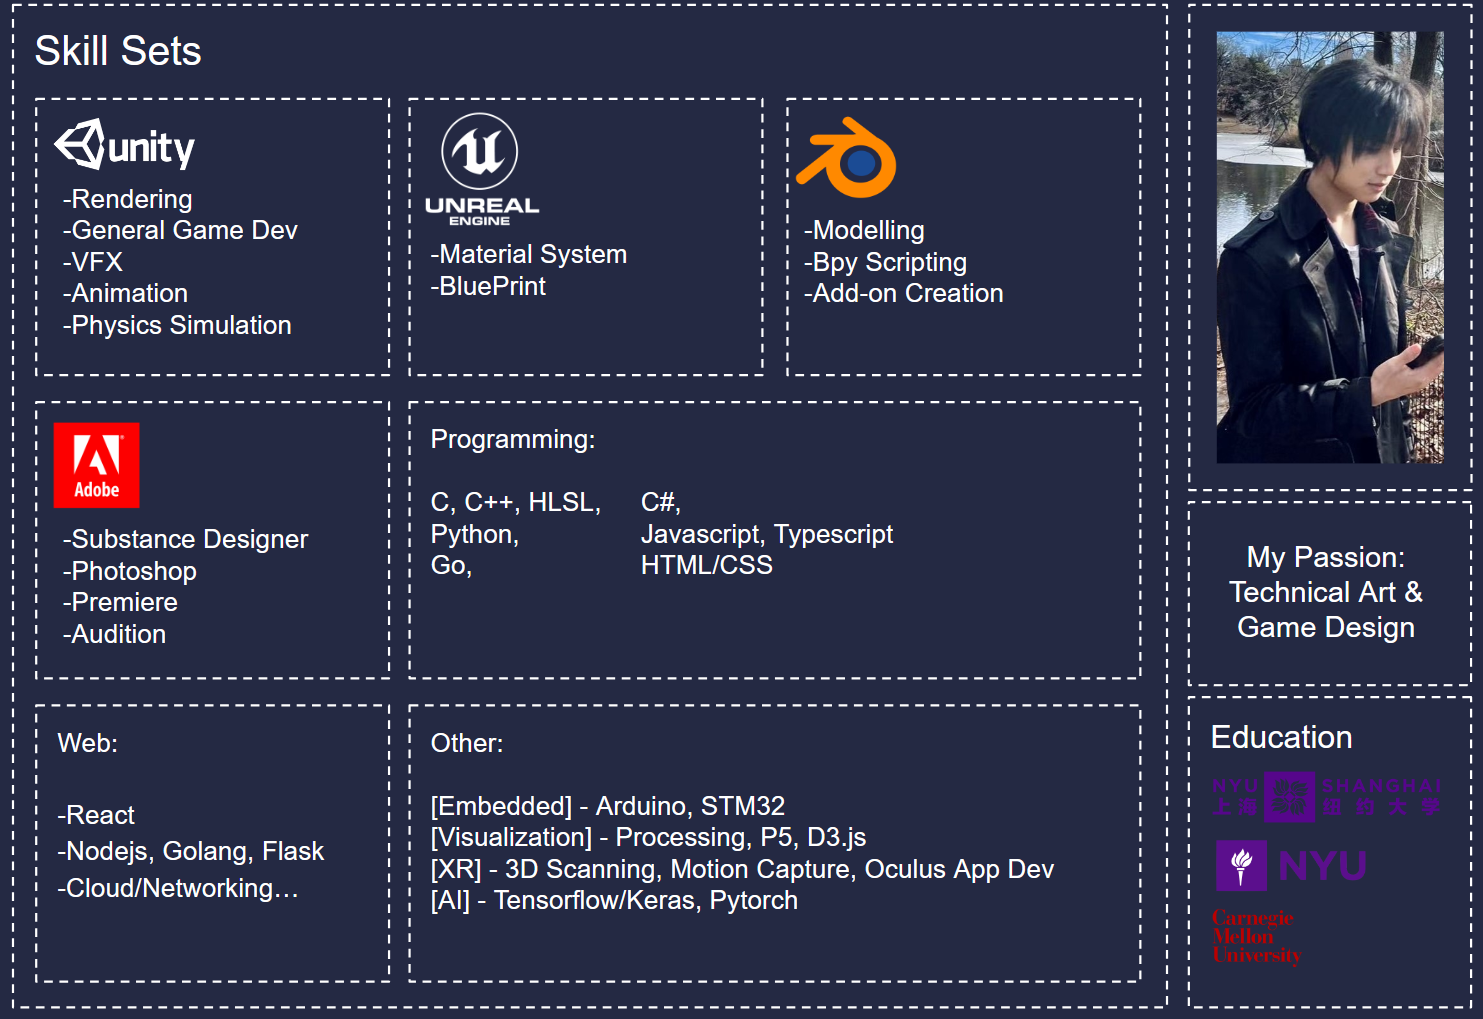 Skill Sets
unity
-Rendering
-General Game Dev
-VFX
-Animation
-Physics Simulation
UNREAL
ENGINE
-Material System
-BluePrint
-Modelling
-Bpy Scripting
-Add-on Creation
Adobe
-Substance Designer
-Photoshop
-Premiere
-Audition
Programming:
C, C++, HLSL, C#,
Python, Javascript, Typescript
Go, HTML/CSS
Web:
-React
-Nodejs, Golang, Flask
-Cloud/Networking…
Other:
[Embedded] - Arduino, STM32
[Visualization] - Processing, P5, D3.js
[XR] - 3D Scanning, Motion Capture, Oculus App Dev
[AI] - Tensorflow/Keras, Pytorch
My Passion:
Technical Art &
Game Design
Education
NYU SHANGHAI
上海 纽约大学
NYU
Carnegie
Mellon
University